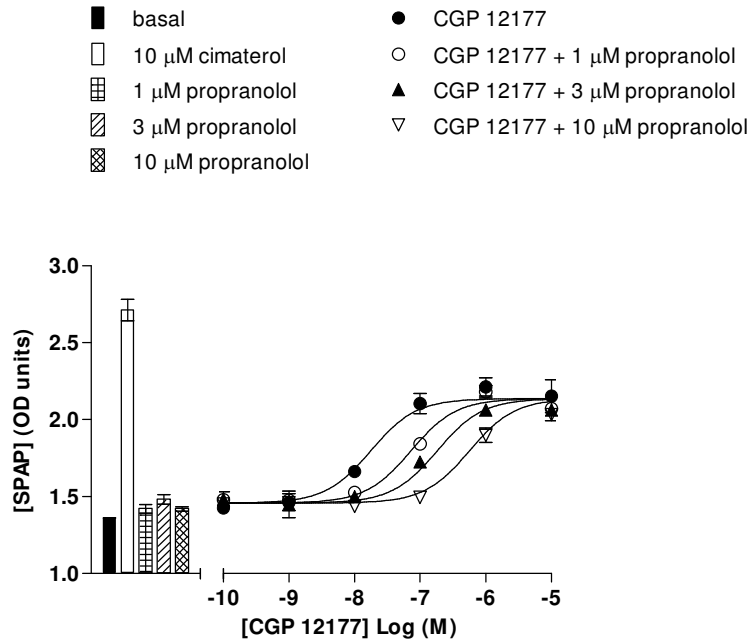 basal
10 μM cimaterol
1 μM propranolol
3 μM propranolol
10 μM propranolol
CGP 12177
CGP 12177 + 1 μM propranolol
CGP 12177 + 3 μM propranolol
CGP 12177 + 10 μM propranolol
[SPAP] (OD units)
3.0
2.5
2.0
1.5
1.0
-10 -9 -8 -7 -6 -5
[CGP 12177] Log (M)